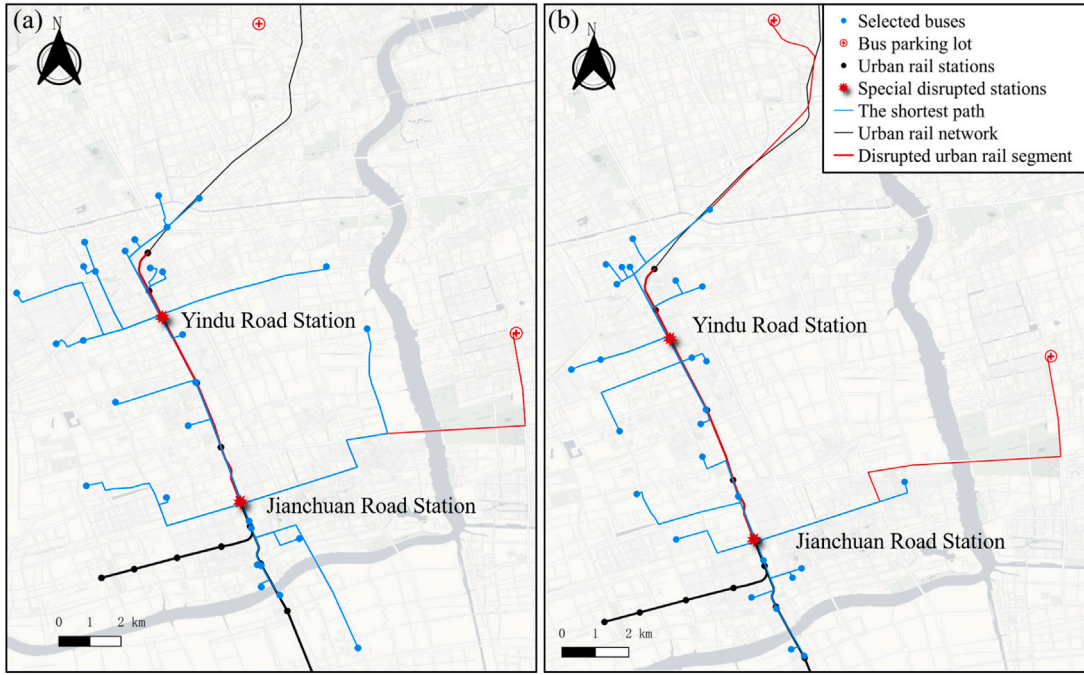 (a)
N
Yindu Road Station
Jianchuan Road Station
0 1 2 km
(b)
N
Selected buses
Bus parking lot
Urban rail stations
Special disrupted stations
The shortest path
Urban rail network
Disrupted urban rail segment
Yindu Road Station
Jianchuan Road Station
0 1 2 km